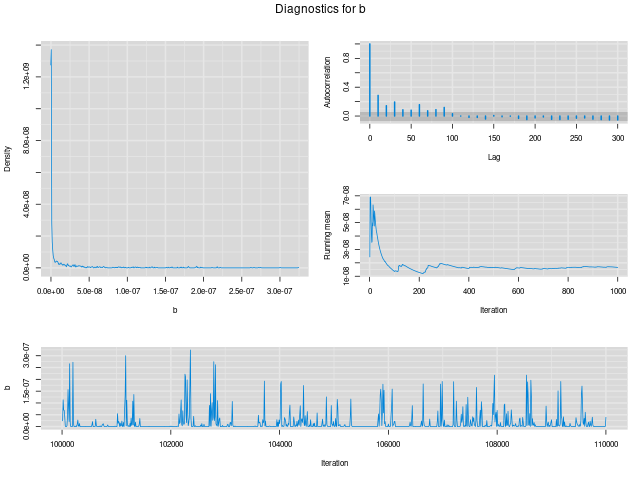 Diagnostics for b
Density
0.0e+00 4.0e+08 8.0e+08 1.2e+09
0.0e+00 5.0e-08 1.0e-07 1.5e-07 2.0e-07 2.5e-07 3.0e-07
b
Autocorrelation
0.0 0.4 0.8
0 50 100 150 200 250 300
Lag
Running mean
1e-08 3e-08 5e-08 7e-08
0 200 400 600 800 1000
Iteration
b
0.0e+00 1.5e-07 3.0e-07
100000 102000 104000 106000 108000 110000
Iteration